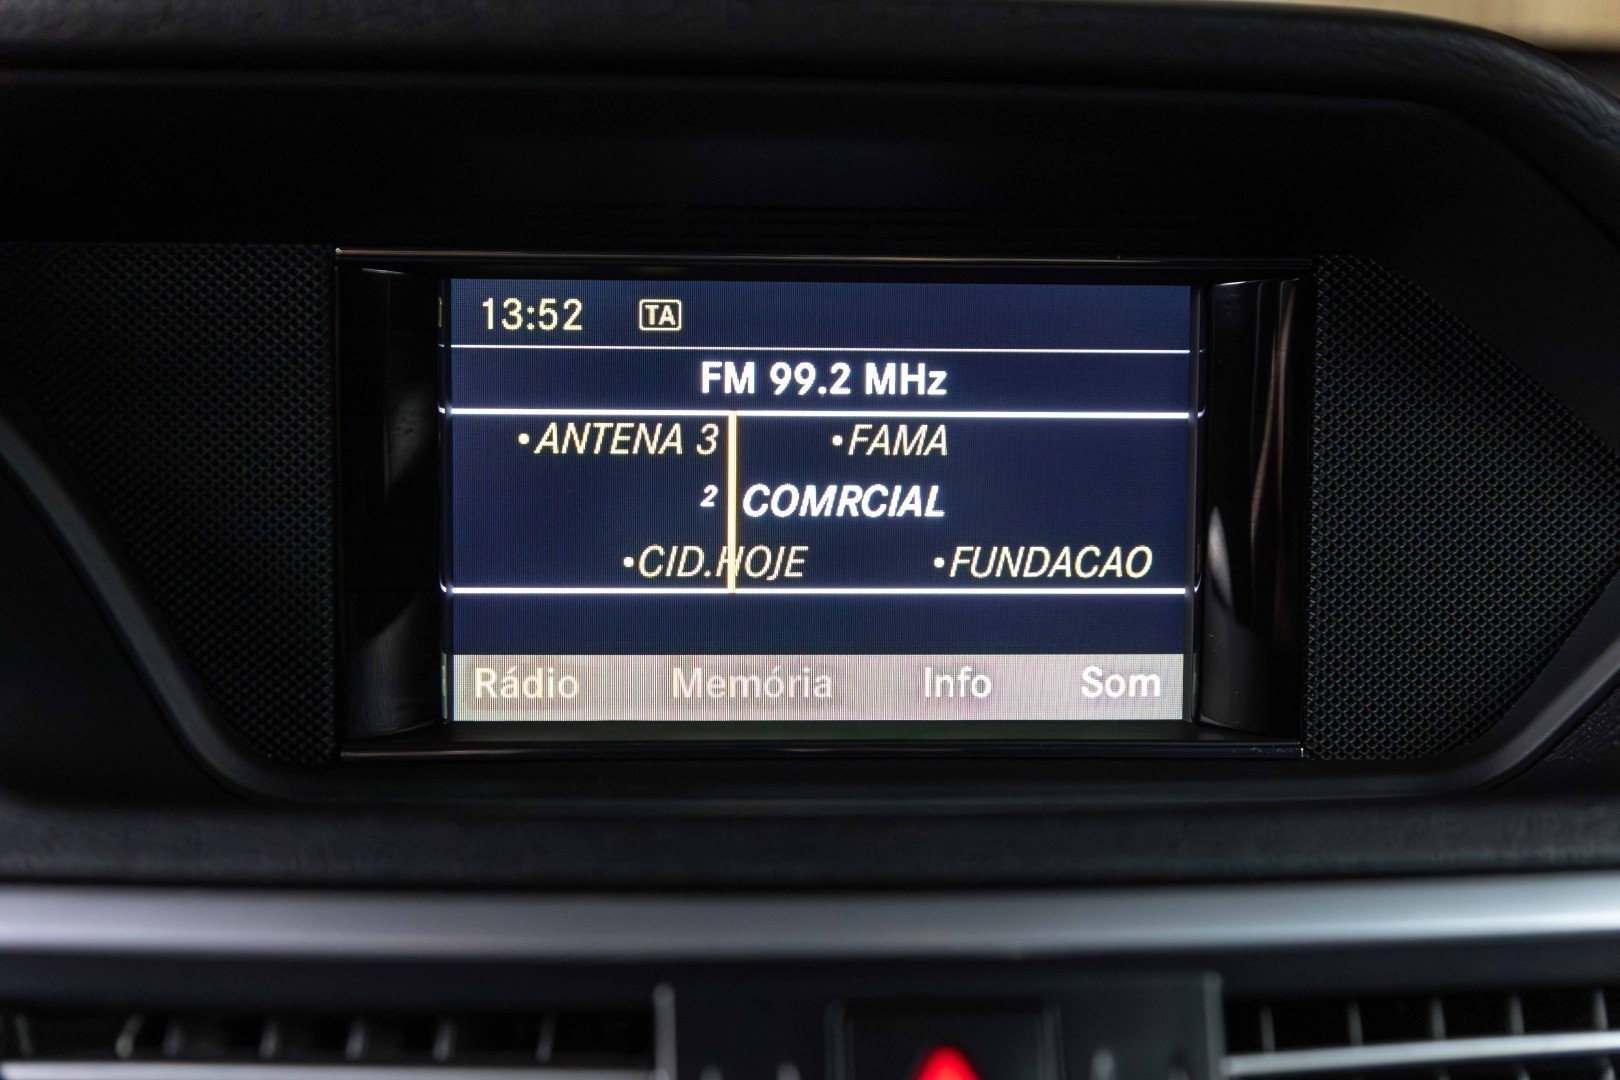 13:52 TA
FM 99.2 MHz
•ANTENA 3 •FAMA
2 COMRCIAL
•CID.HOJE •FUNDACAO
Rádio Memória Info Som